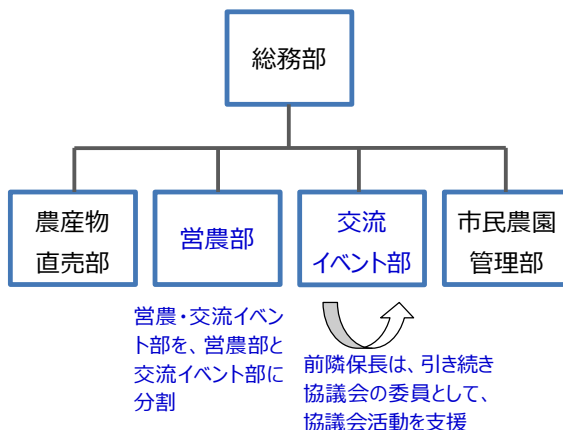 総務部
農産物
直売部
営農部
交流
イベント部
市民農園
管理部
営農・交流イベン
ト部を、営農部と
交流イベント部に
分割
前隣保長は、引き続き
協議会の委員として、
協議会活動を支援